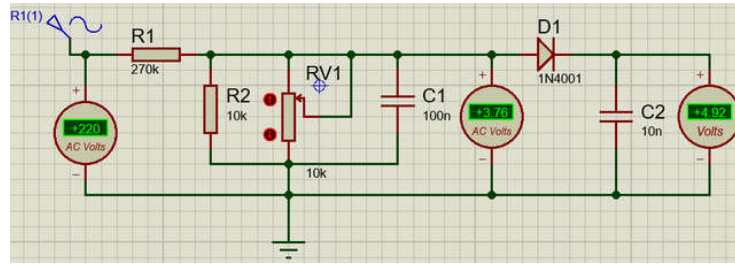 R1(1)
R1
270k
R2
10k
RV1
10k
C1
100n
D1
1N4001
C2
10n
+220
AC Volts
+3.76
AC Volts
+4.92
Volts